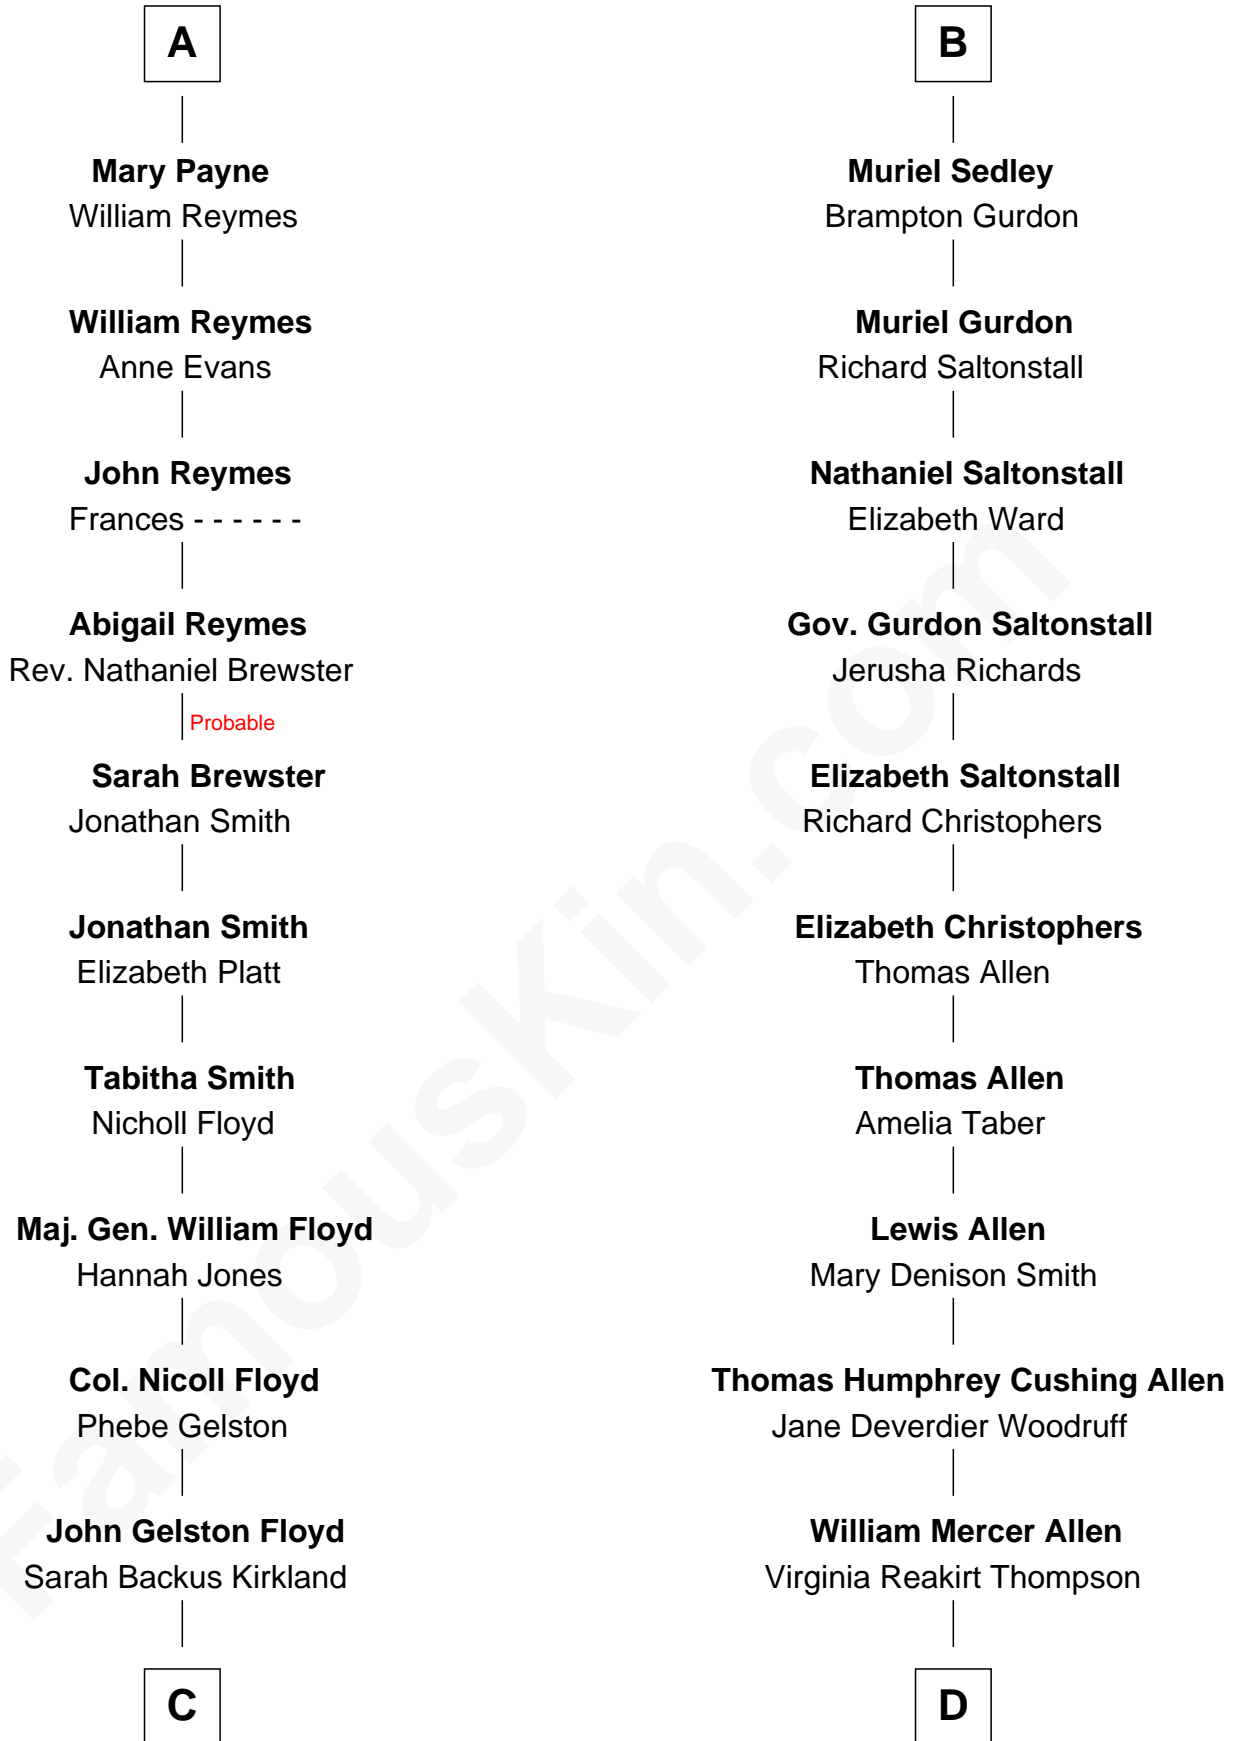 A
Mary Payne
William Reymes
William Reymes
Anne Evans
John Reymes
Frances - - - - - -
Abigail Reymes
Rev. Nathaniel Brewster
Probable
Sarah Brewster
Jonathan Smith
Jonathan Smith
Elizabeth Platt
Tabitha Smith
Nicholl Floyd
Maj. Gen. William Floyd
Hannah Jones
Col. Nicoll Floyd
Phebe Gelston
John Gelston Floyd
Sarah Backus Kirkland
C
B
Muriel Sedley
Brampton Gurdon
Muriel Gurdon
Richard Saltonstall
Nathaniel Saltonstall
Elizabeth Ward
Gov. Gurdon Saltonstall
Jerusha Richards
Elizabeth Saltonstall
Richard Christophers
Elizabeth Christophers
Thomas Allen
Thomas Allen
Amelia Taber
Lewis Allen
Mary Denison Smith
Thomas Humphrey Cushing Allen
Jane Deverdier Woodruff
William Mercer Allen
Virginia Reakirt Thompson
D
FamousKin.com